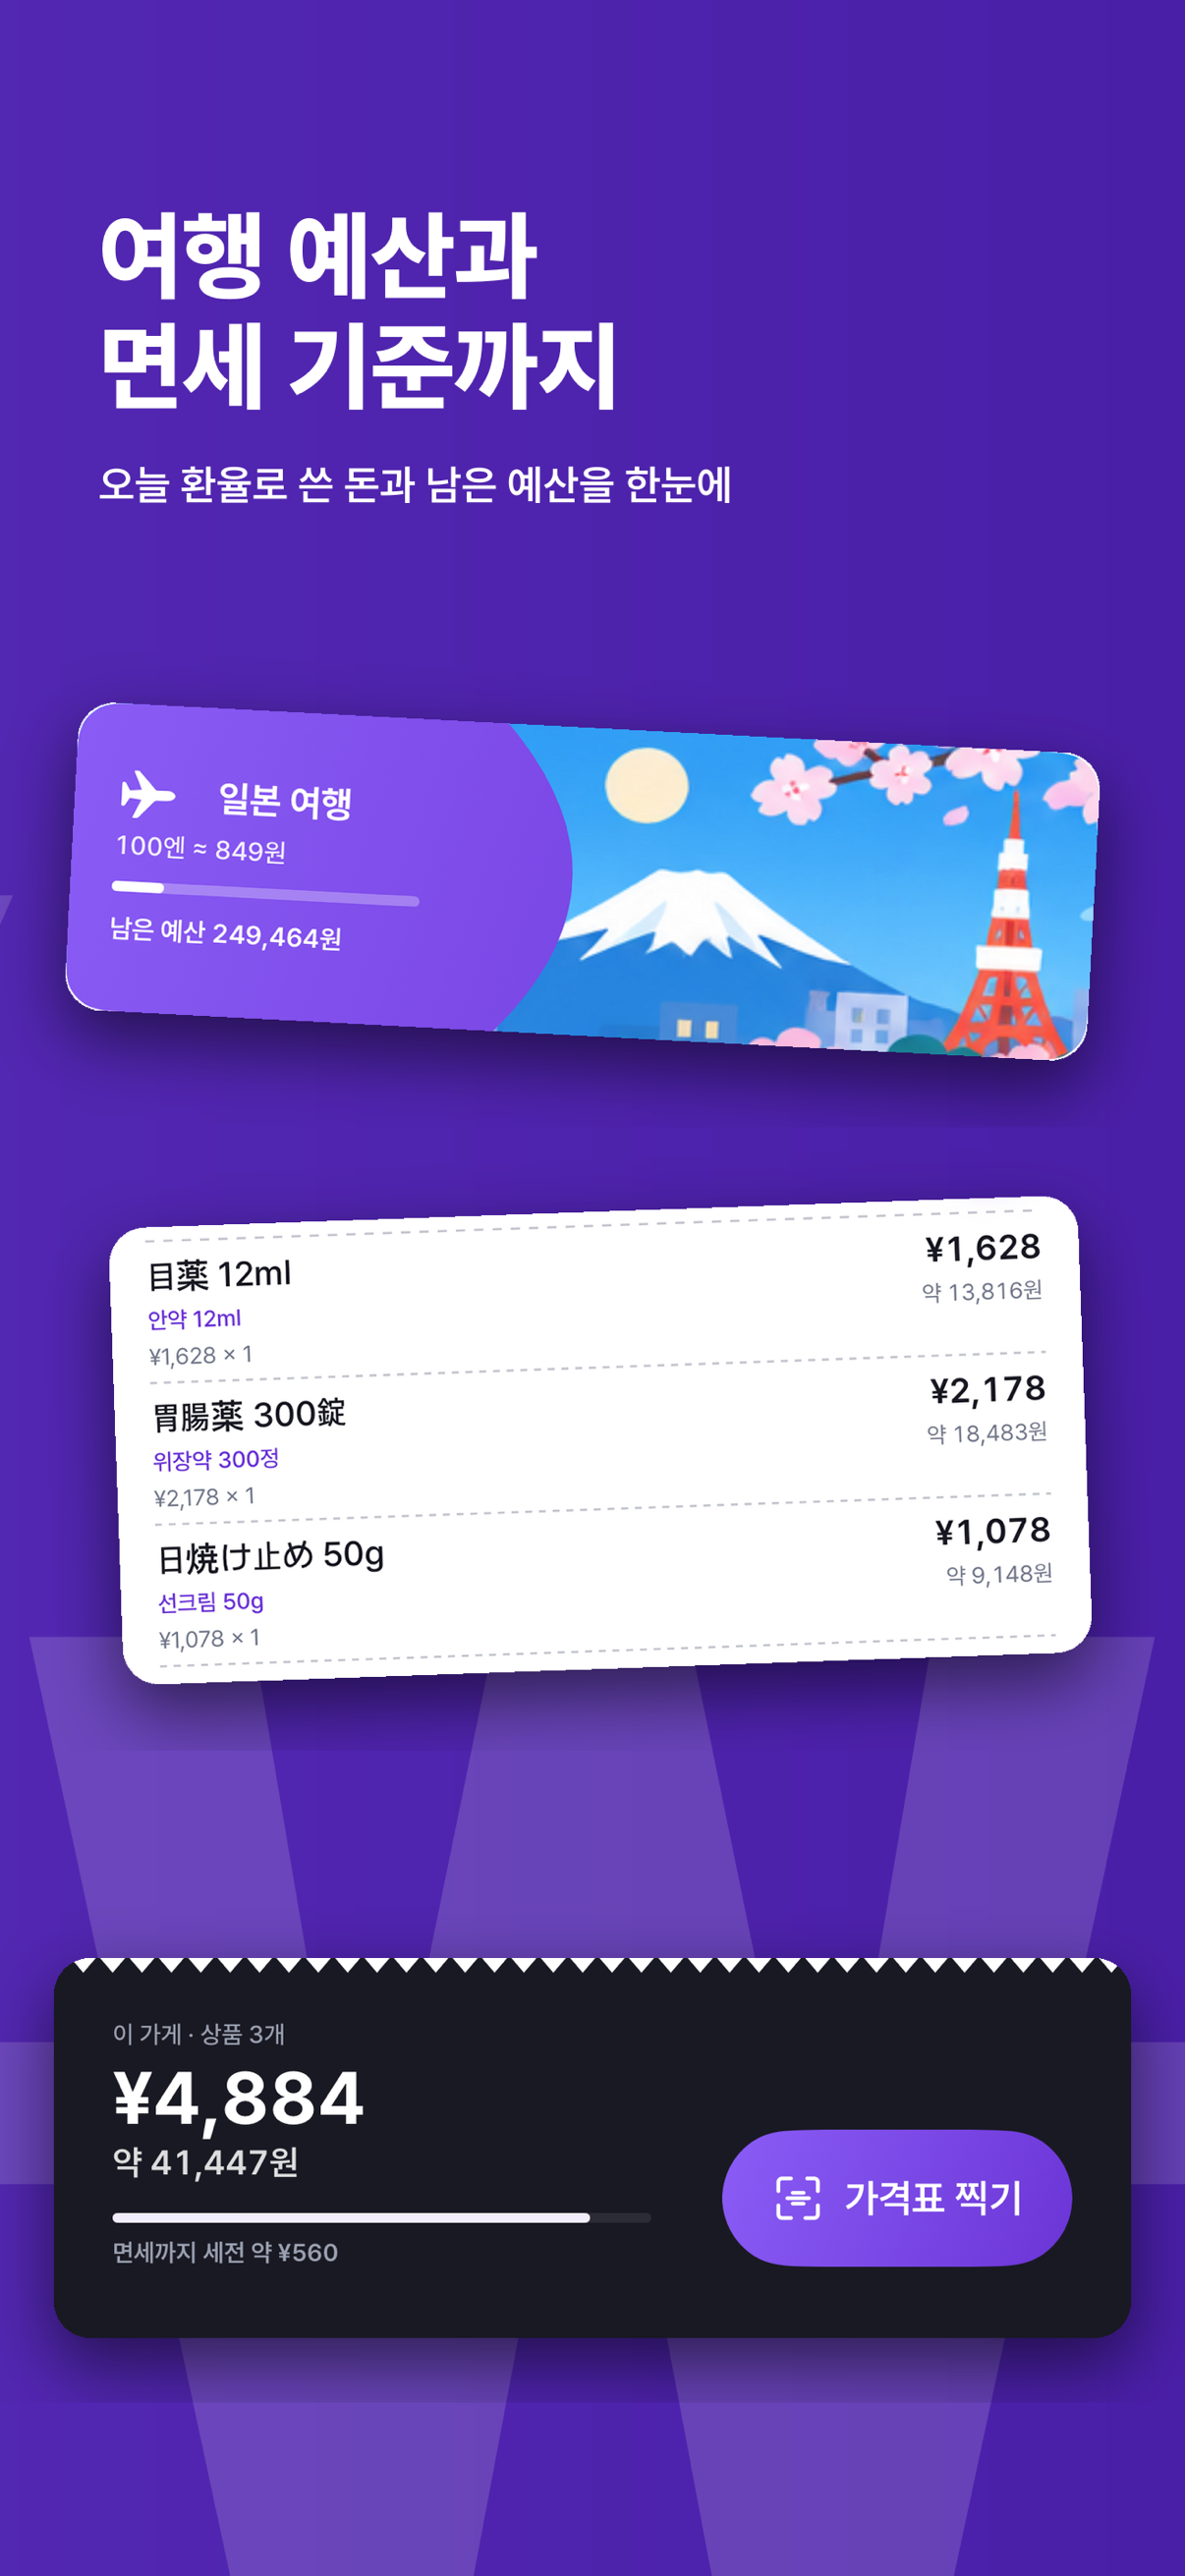 여행 예산과
면세 기준까지
오늘 환율로 쓴 돈과 남은 예산을 한눈에
일본 여행
100엔 ≈ 849원
남은 예산 249,464원
目薬 12ml
¥1,628
안약 12ml
약 13,816원
¥1,628 × 1
胃腸薬 300錠
¥2,178
위장약 300정
약 18,483원
¥2,178 × 1
日焼け止め 50g
¥1,078
선크림 50g
약 9,148원
¥1,078 × 1
이 가게 · 상품 3개
¥4,884
약 41,447원
가격표 찍기
면세까지 세전 약 ¥560